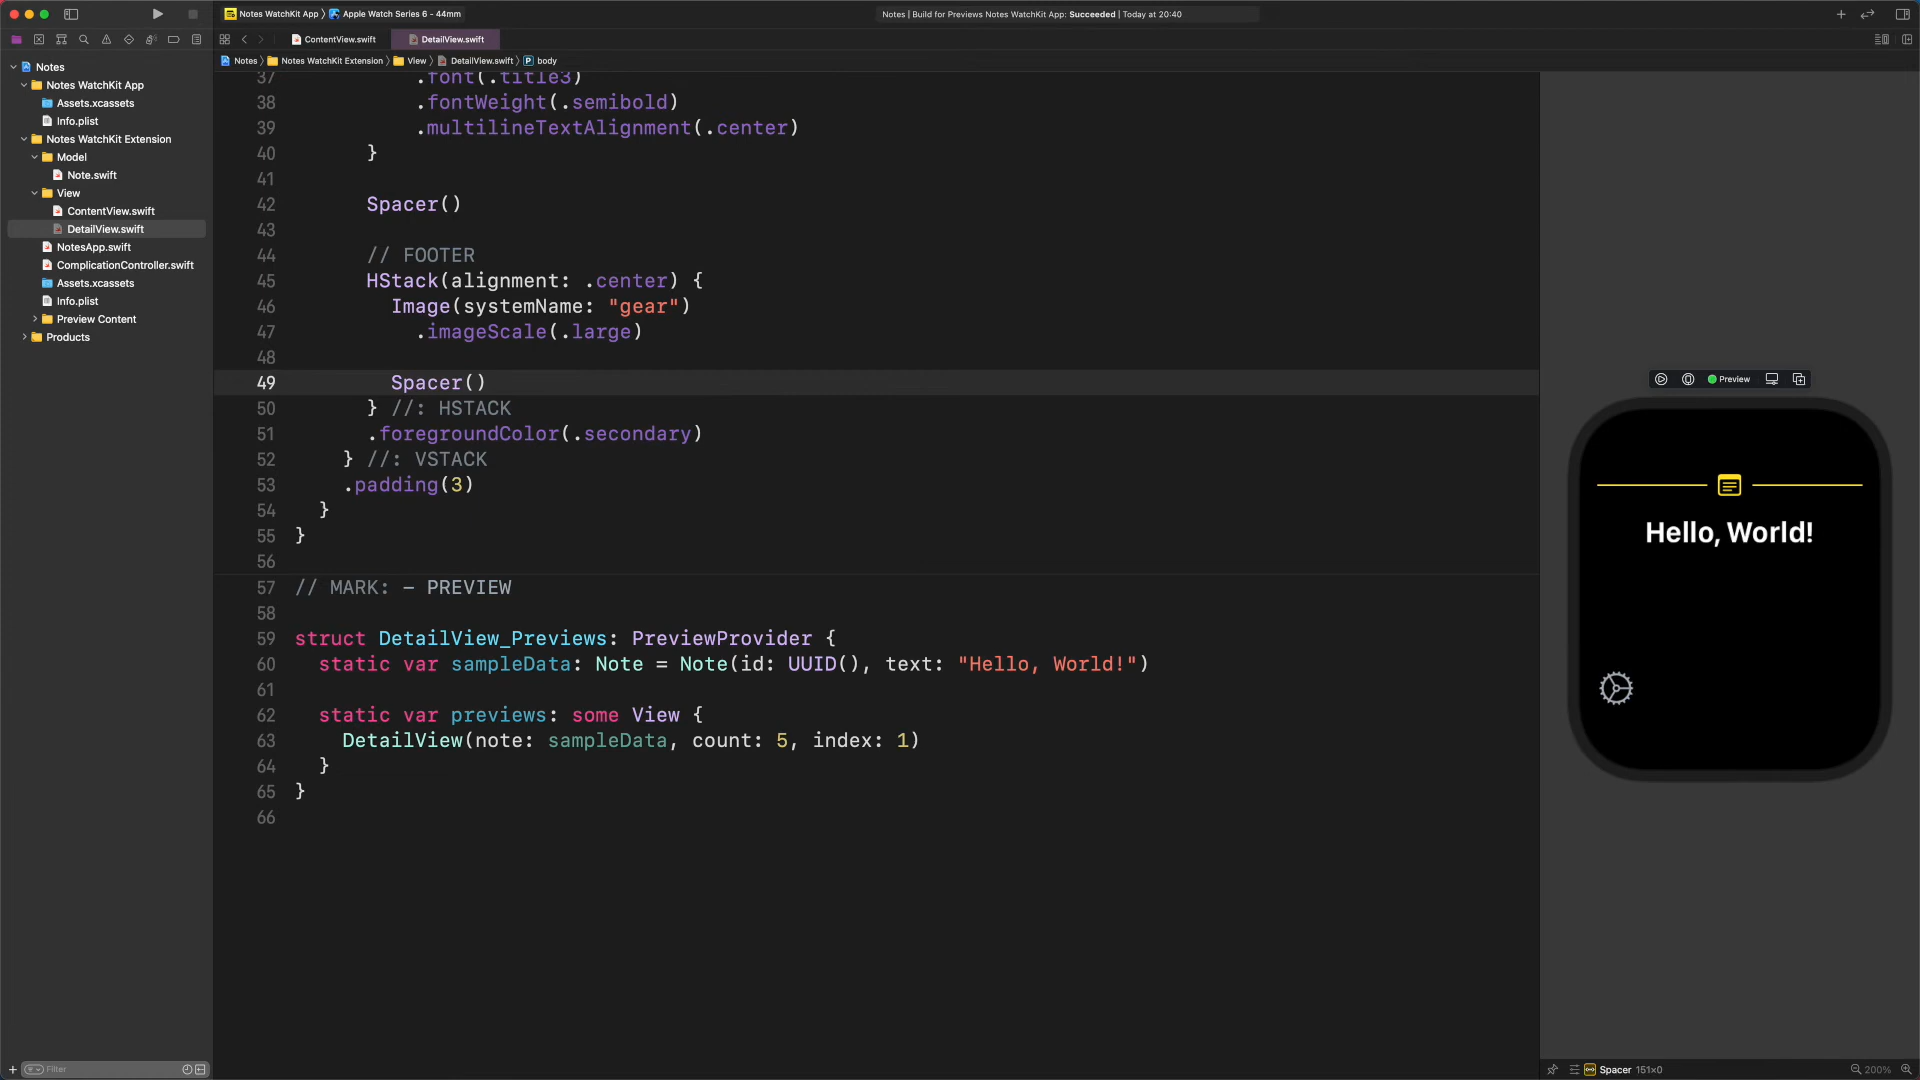 Notes WatchKit App 〉 Apple Watch Series 6 - 44mm
Notes | Build for Previews Notes WatchKit App: Succeeded | Today at 20:40
ContentView.swift
DetailView.swift
Notes 〉 Notes WatchKit Extension 〉 View 〉 DetailView.swift 〉 P body
Notes
Notes WatchKit App
Assets.xcassets
Info.plist
Notes WatchKit Extension
Model
Note.swift
View
ContentView.swift
DetailView.swift
NotesApp.swift
ComplicationController.swift
Assets.xcassets
Info.plist
Preview Content
Products
37 .font(.title3)
38 .fontWeight(.semibold)
39 .multilineTextAlignment(.center)
40 }
41
42 Spacer()
43
44 // FOOTER
45 HStack(alignment: .center) {
46 Image(systemName: "gear")
47 .imageScale(.large)
48
49 Spacer()
50 } //: HSTACK
51 .foregroundColor(.secondary)
52 } //: VSTACK
53 .padding(3)
54 }
55 }
56
57 // MARK: - PREVIEW
58
59 struct DetailView_Previews: PreviewProvider {
60 static var sampleData: Note = Note(id: UUID(), text: "Hello, World!")
61
62 static var previews: some View {
63 DetailView(note: sampleData, count: 5, index: 1)
64 }
65 }
66
Preview
Hello, World!
Filter
Spacer 151×0
200%